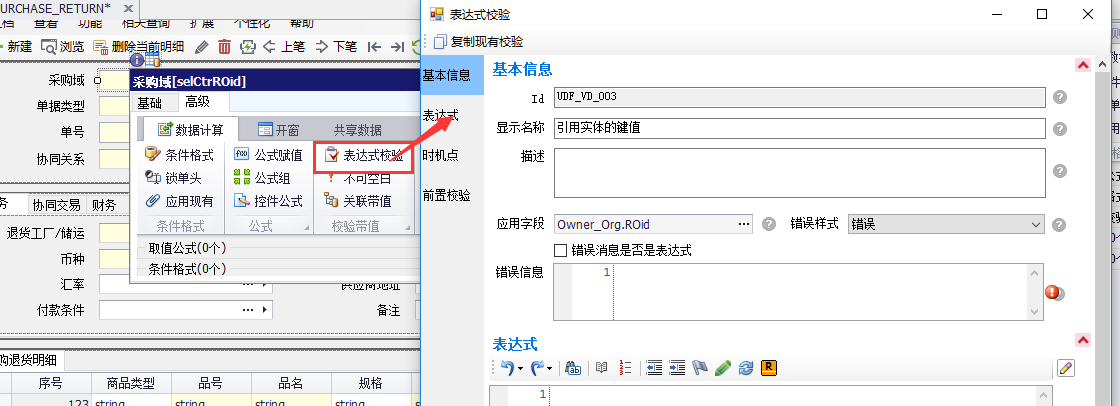 URCHASE_RETURN* ×
档 查看 功能 相关查询 扩展 个性化 帮助
新建 浏览 删除当前明细 上笔 下笔
采购域
单据类型
单号
协同关系
务 协同交易 财务
退货工厂/储运
币种
汇率 供应商地址
付款条件 备注
购退货明细
序号 商品类型 品号 品名 规格
123 string string string string
采购域[selCtrROid]
基础 高级
数据计算 开窗 共享数据
条件格式 公式赋值 表达式校验
锁单头 公式组 不可空白
应用现有 控件公式 关联带值
条件格式 公式 校验带值
取值公式(0个)
条件格式(0个)
表达式校验
复制现有校验
基本信息
表达式
时机点
前置校验
基本信息
Id UDF_VD_003
显示名称 引用实体的键值
描述
应用字段 Owner_Org.ROid ... 错误样式 错误
错误消息是否是表达式
错误信息 1
表达式
R
1